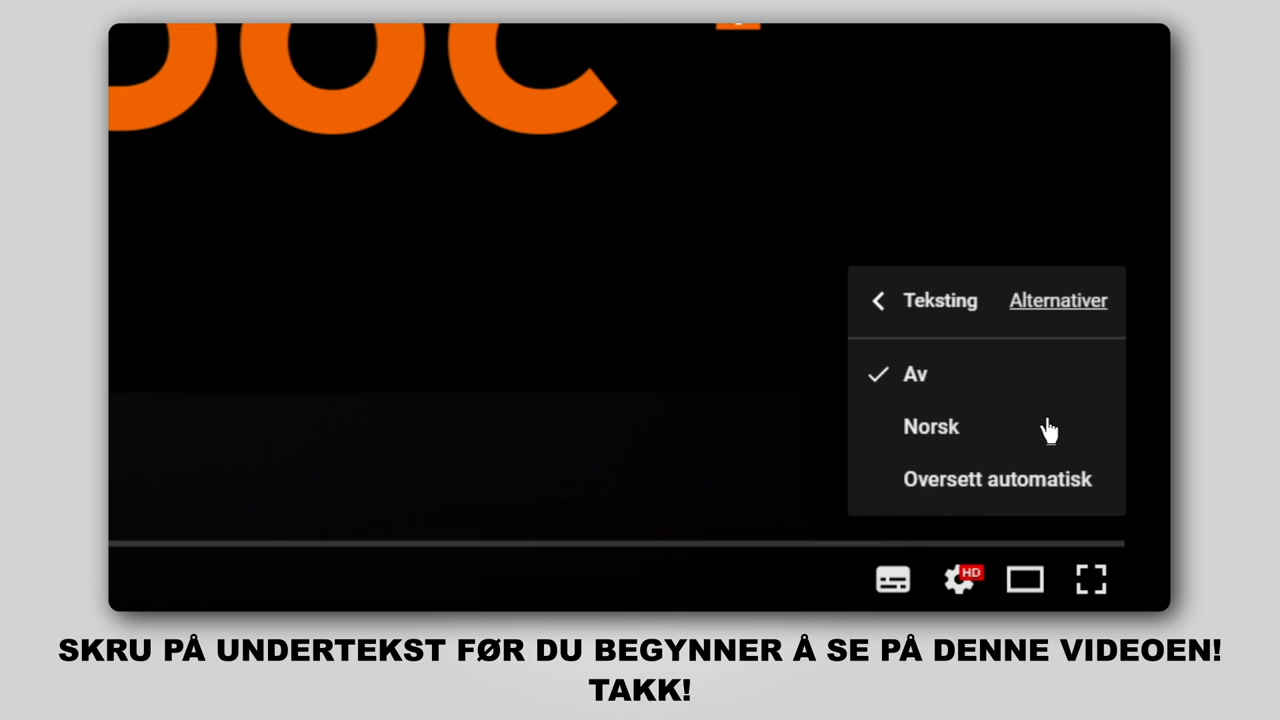 Teksting Alternativer
Av
Norsk
Oversett automatisk
HD
SKRU PÅ UNDERTEKST FØR DU BEGYNNER Å SE PÅ DENNE VIDEOEN!
TAKK!